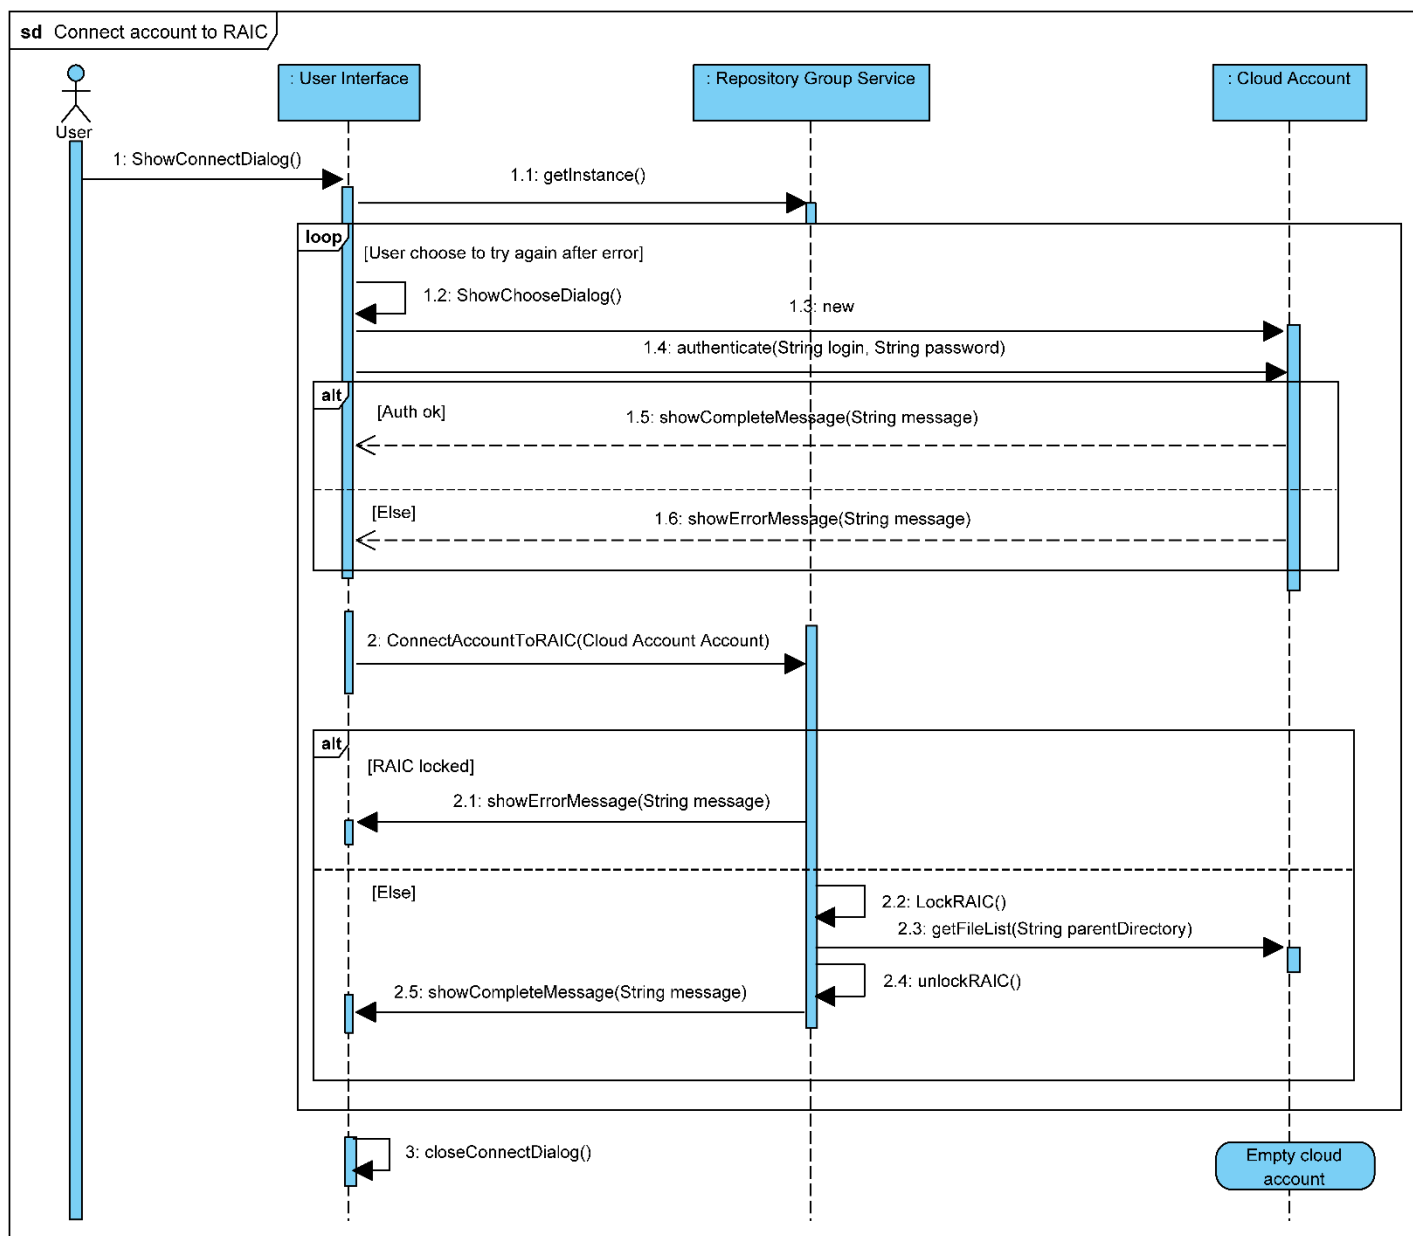 sd Connect account to RAIC
: User Interface
: Repository Group Service
: Cloud Account
User
1: ShowConnectDialog()
1.1: getInstance()
loop
[User choose to try again after error]
1.2: ShowChooseDialog()
1.3: new
1.4: authenticate(String login, String password)
alt
[Auth ok]
1.5: showCompleteMessage(String message)
[Else]
1.6: showErrorMessage(String message)
2: ConnectAccountToRAIC(Cloud Account Account)
alt
[RAIC locked]
2.1: showErrorMessage(String message)
[Else]
2.2: LockRAIC()
2.3: getFileList(String parentDirectory)
2.4: unlockRAIC()
2.5: showCompleteMessage(String message)
3: closeConnectDialog()
Empty cloud
account